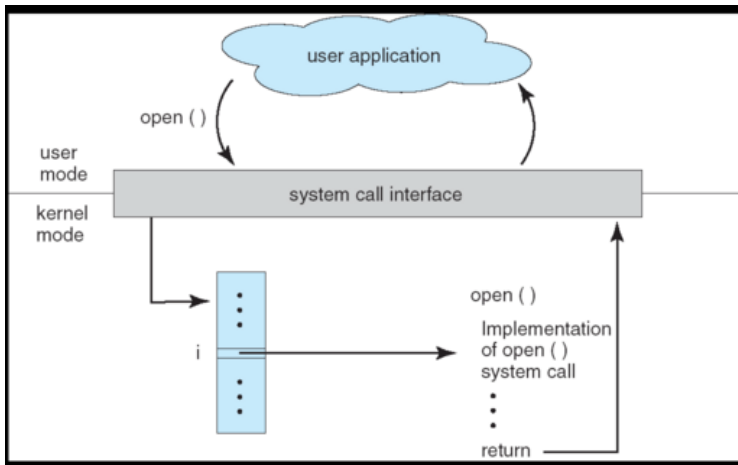 user application
open ( )
user
mode
system call interface
kernel
mode
open ( )
i
Implementation
of open ( )
system call
return